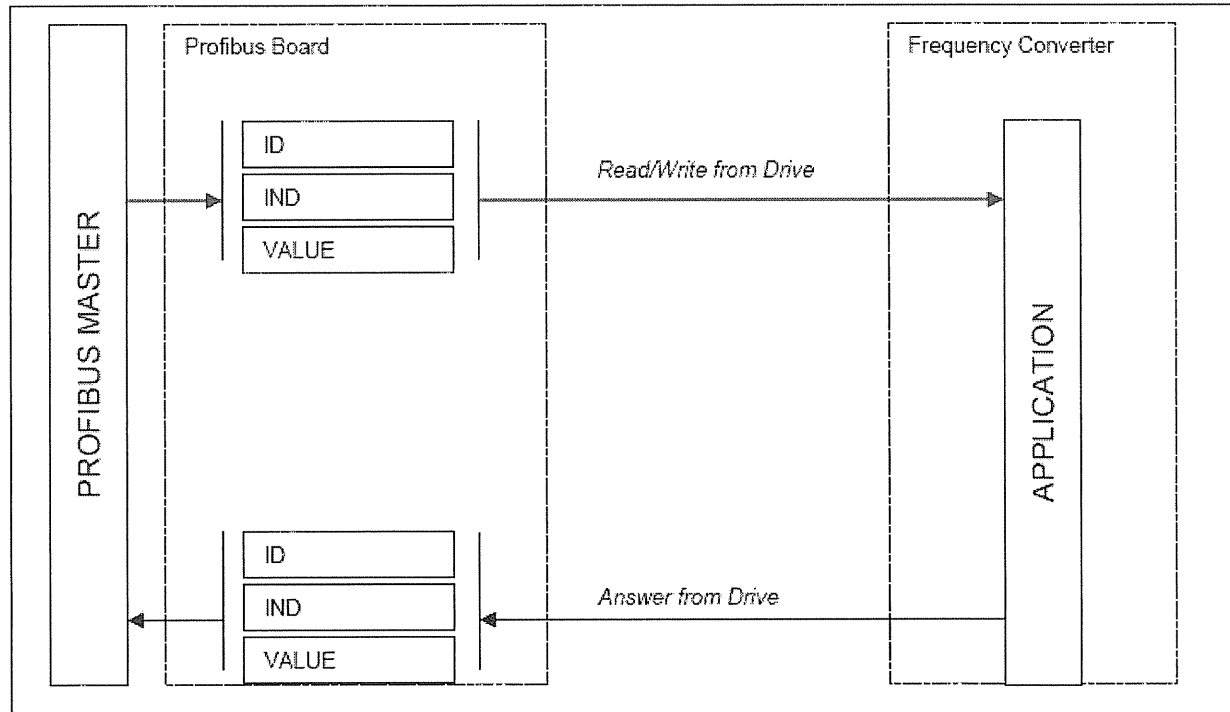 Profibus Board
Frequency Converter
ID
IND
VALUE
Read/Write from Drive
PROFIBUS MASTER
APPLICATION
ID
IND
VALUE
Answer from Drive